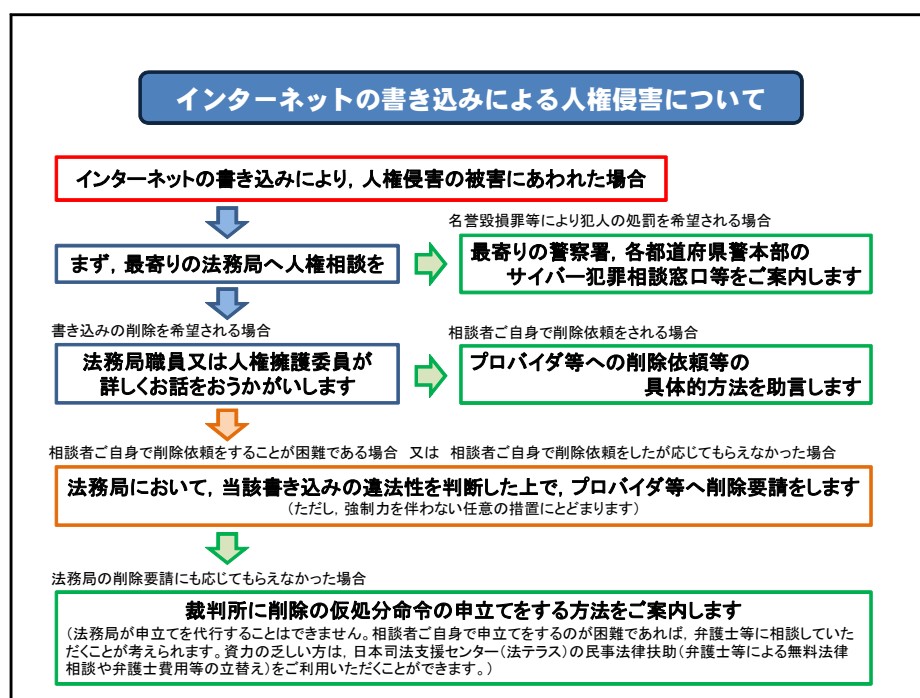 インターネットの書き込みによる人権侵害について
インターネットの書き込みにより，人権侵害の被害にあわれた場合
名誉毀損罪等により犯人の処罰を希望される場合
まず，最寄りの法務局へ人権相談を
最寄りの警察署，各都道府県警本部の
サイバー犯罪相談窓口等をご案内します
書き込みの削除を希望される場合
相談者ご自身で削除依頼をされる場合
法務局職員又は人権擁護委員が
詳しくお話をおうかがいします
プロバイダ等への削除依頼等の
具体的方法を助言します
相談者ご自身で削除依頼をすることが困難である場合　又は　相談者ご自身で削除依頼をしたが応じてもらえなかった場合
法務局において，当該書き込みの違法性を判断した上で，プロバイダ等へ削除要請をします
（ただし，強制力を伴わない任意の措置にとどまります）
法務局の削除要請にも応じてもらえなかった場合
裁判所に削除の仮処分命令の申立てをする方法をご案内します
（法務局が申立てを代行することはできません。相談者ご自身で申立てをするのが困難であれば，弁護士等に相談していた
だくことが考えられます。資力の乏しい方は，日本司法支援センター（法テラス）の民事法律扶助（弁護士等による無料法律
相談や弁護士費用等の立替え）をご利用いただくことができます。）